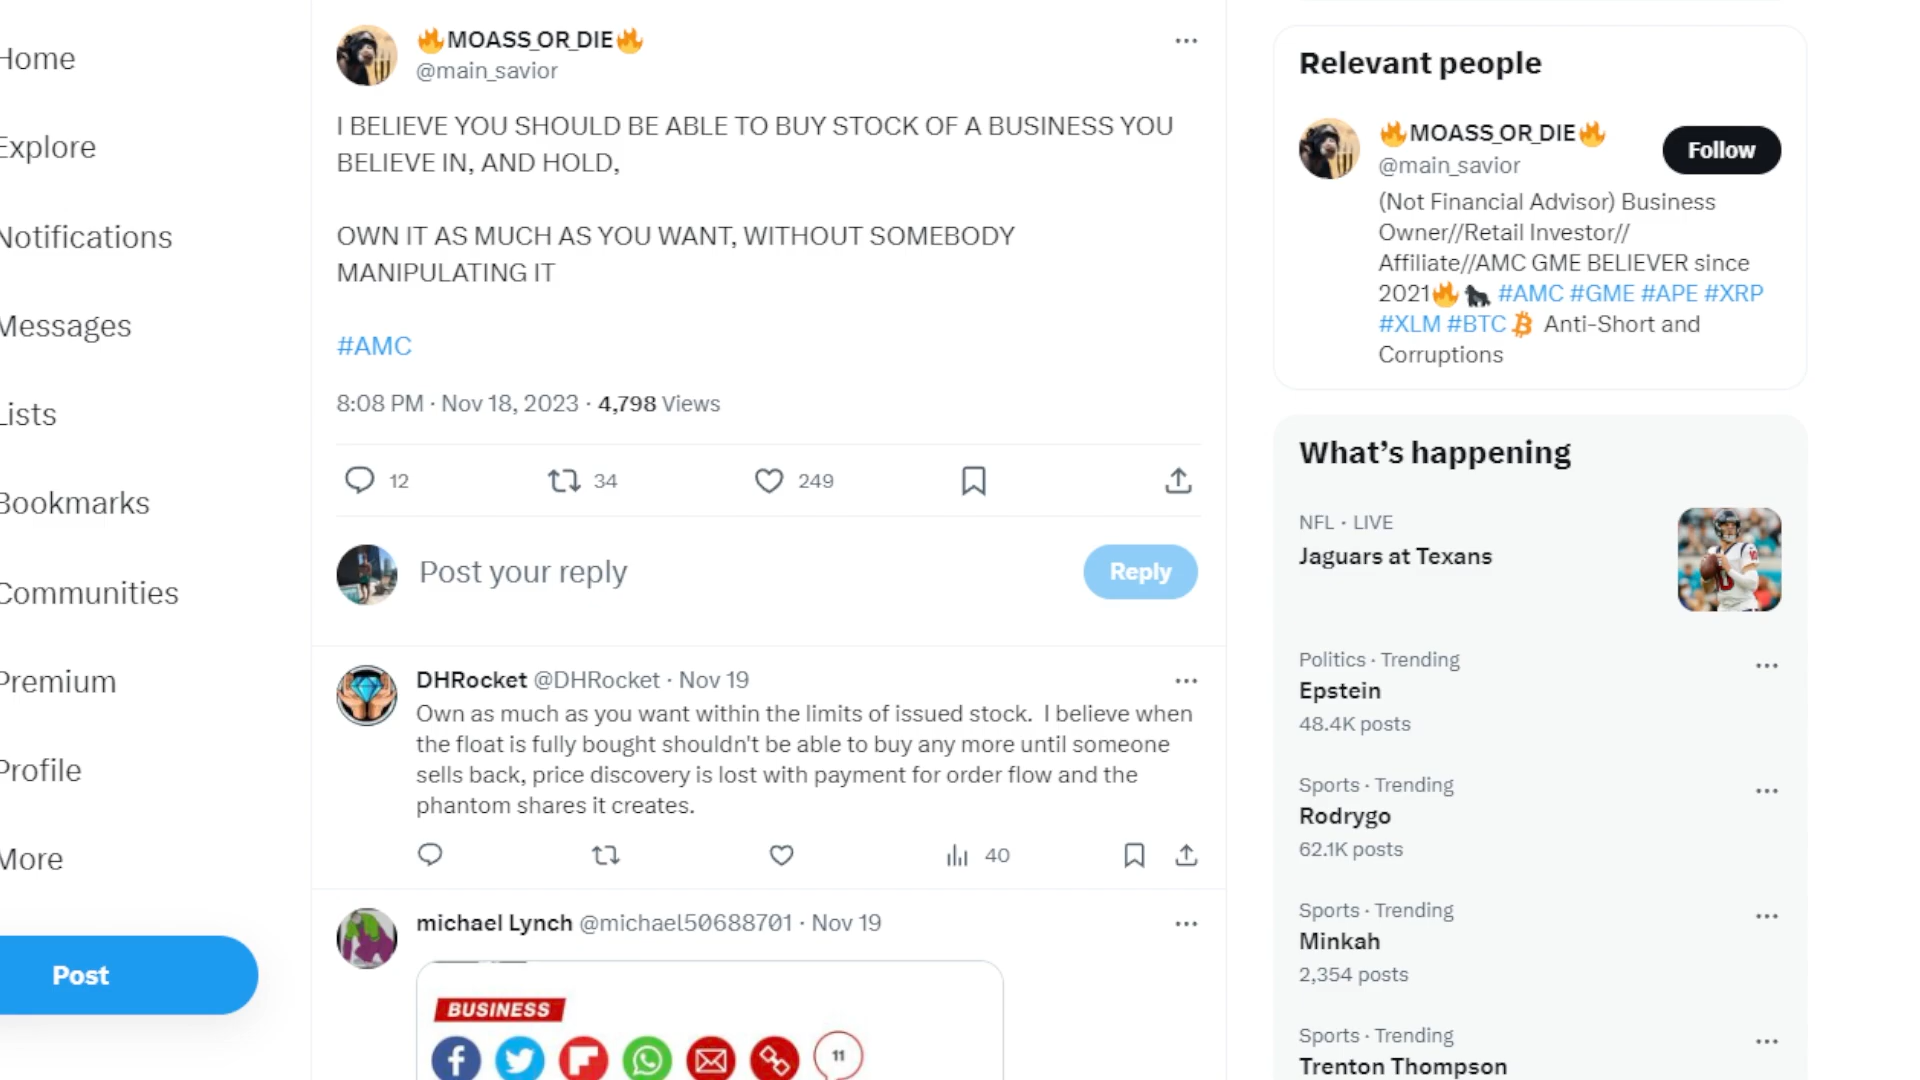 Home
Explore
Notifications
Messages
Lists
Bookmarks
Communities
Premium
Profile
More
Post
🔥MOASS_OR_DIE🔥
@main_savior
I BELIEVE YOU SHOULD BE ABLE TO BUY STOCK OF A BUSINESS YOU
BELIEVE IN, AND HOLD,
OWN IT AS MUCH AS YOU WANT, WITHOUT SOMEBODY
MANIPULATING IT
#AMC
8:08 PM · Nov 18, 2023 · 4,798 Views
12 34 249
Post your reply
Reply
DHRocket @DHRocket · Nov 19
Own as much as you want within the limits of issued stock.  I believe when
the float is fully bought shouldn't be able to buy any more until someone
sells back, price discovery is lost with payment for order flow and the
phantom shares it creates.
40
michael Lynch @michael50688701 · Nov 19
BUSINESS
11
Relevant people
🔥MOASS_OR_DIE🔥
@main_savior
Follow
(Not Financial Advisor) Business
Owner//Retail Investor//
Affiliate//AMC GME BELIEVER since
2021🔥🦍 #AMC #GME #APE #XRP
#XLM #BTC Anti-Short and
Corruptions
What's happening
NFL · LIVE
Jaguars at Texans
Politics · Trending
Epstein
48.4K posts
Sports · Trending
Rodrygo
62.1K posts
Sports · Trending
Minkah
2,354 posts
Sports · Trending
Trenton Thompson